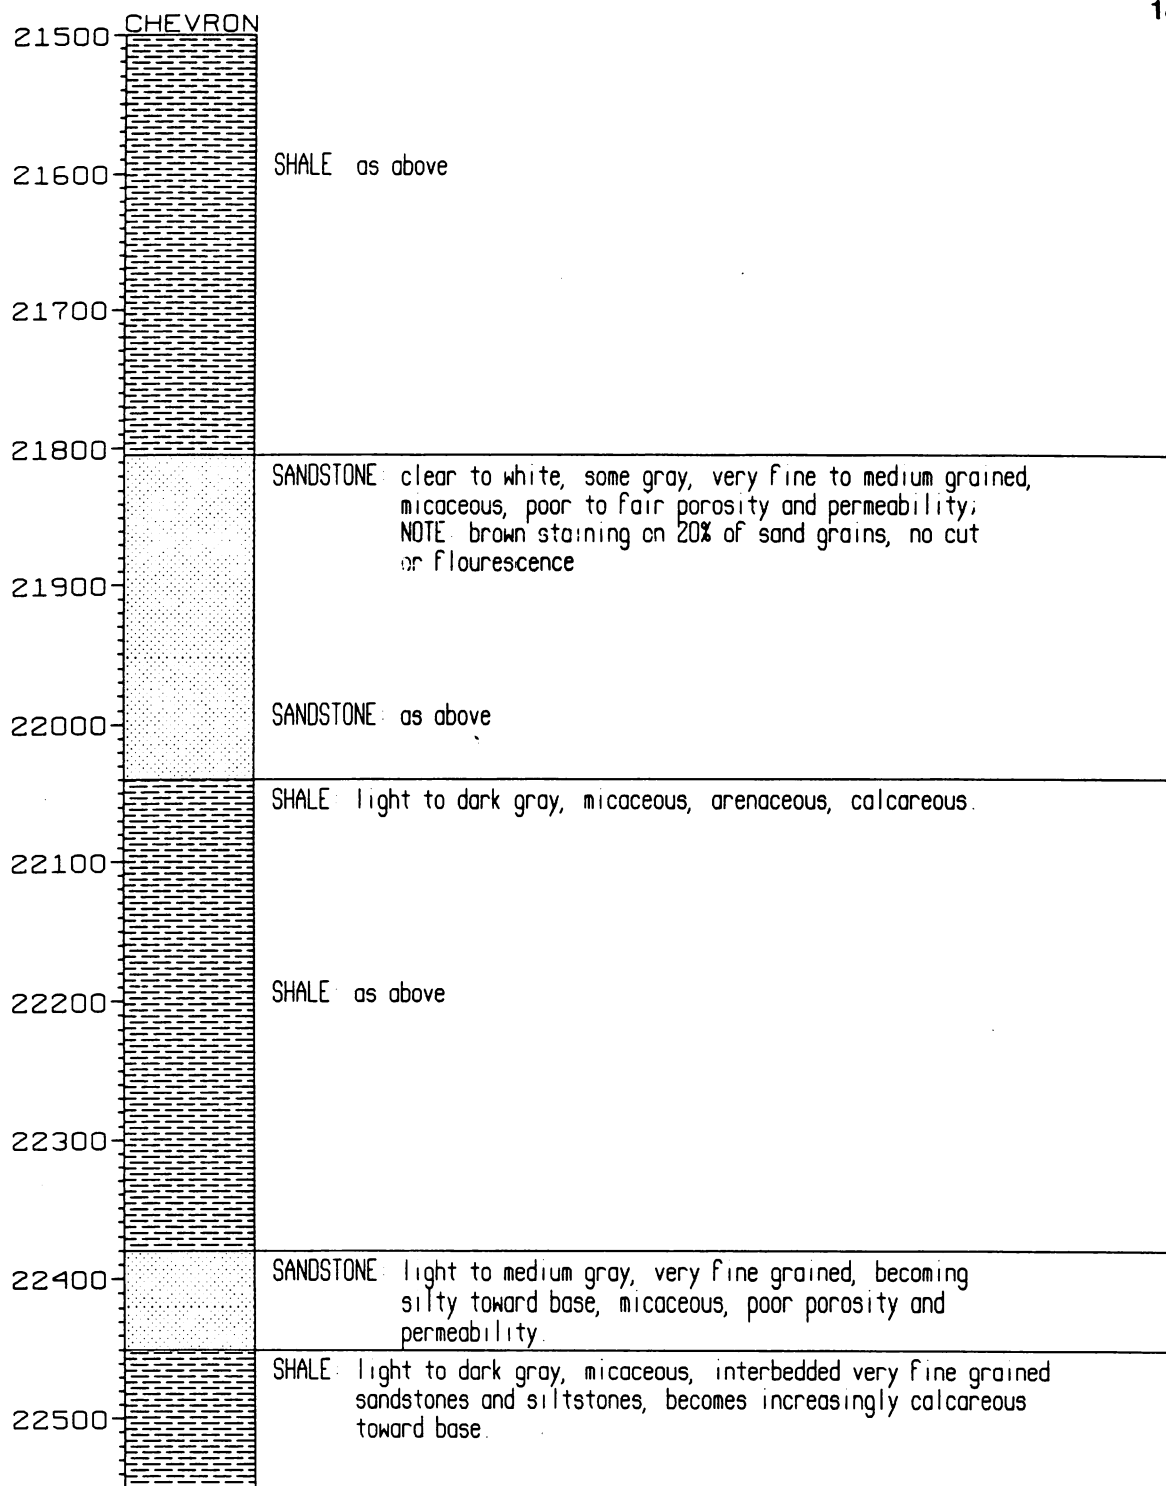 CHEVRON
21500
21600
SHALE as above
21700
21800
SANDSTONE clear to white, some gray, very fine to medium grained,
micaceous, poor to fair porosity and permeability;
NOTE brown staining on 20% of sand grains, no cut
or flourescence
21900
22000
SANDSTONE as above
SHALE light to dark gray, micaceous, arenaceous, calcareous.
22100
22200
SHALE as above
22300
22400
SANDSTONE light to medium gray, very fine grained, becoming
silty toward base, micaceous, poor porosity and
permeability.
SHALE light to dark gray, micaceous, interbedded very fine grained
sandstones and siltstones, becomes increasingly calcareous
toward base.
22500